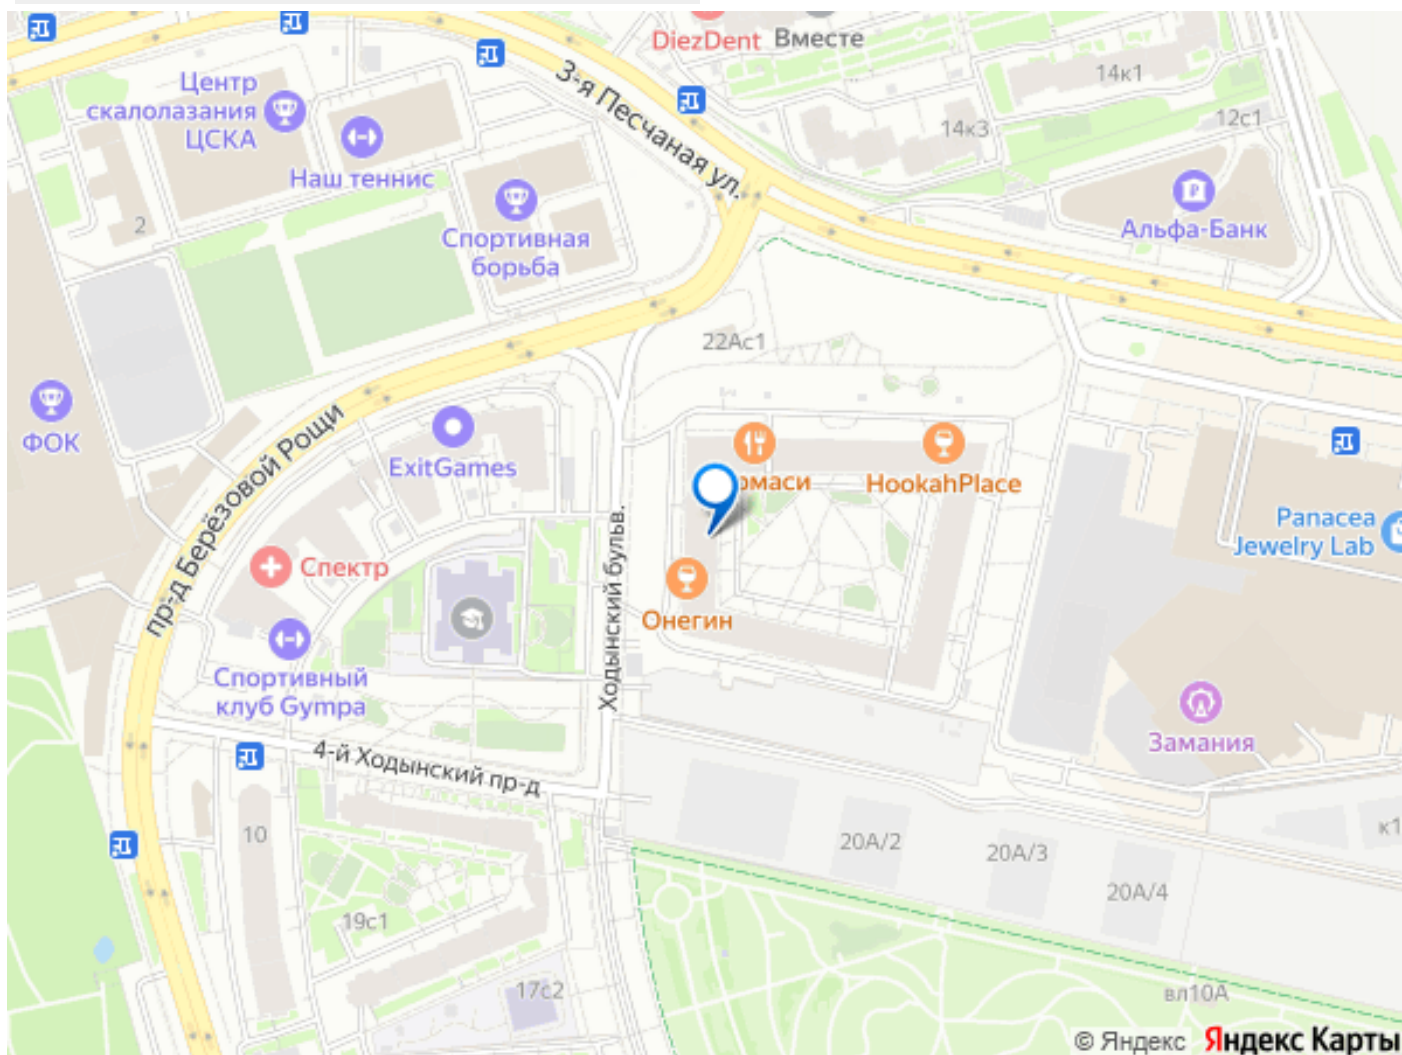 DiezDent
Вместе
Центр
скалолазания
ЦСКА
3-я Песчаная ул.
14к1
12с1
14к3
Наш теннис
Альфа-Банк
2
Спортивная
борьба
22Ас1
ФОК
ExitGames
пр-д Берёзовой Рощи
HookahPlace
Panacea
Jewelry Lab
Спектр
Онегин
Ходынский бульв.
Спортивный
клуб Gympa
Замания
4-й Ходынский пр-д
10
20А/2
20А/3
20А/4
к1
19с1
17с2
вл10А
© Яндекс Яндекс Карты